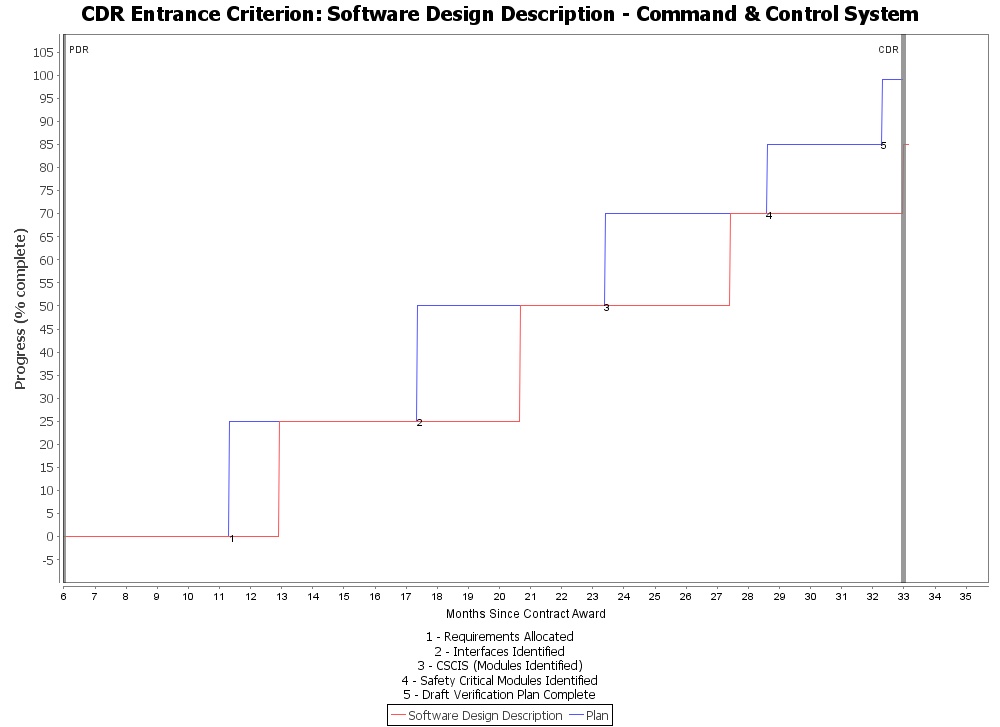 CDR Entrance Criterion: Software Design Description - Command & Control System
PDR
CDR
105
100
95
90
85
80
75
70
65
60
55
50
45
40
35
30
25
20
15
10
5
0
-5
Progress (% complete)
1
2
3
4
5
6 7 8 9 10 11 12 13 14 15 16 17 18 19 20 21 22 23 24 25 26 27 28 29 30 31 32 33 34 35
Months Since Contract Award
1 - Requirements Allocated
2 - Interfaces Identified
3 - CSCIS (Modules Identified)
4 - Safety Critical Modules Identified
5 - Draft Verification Plan Complete
Software Design Description Plan